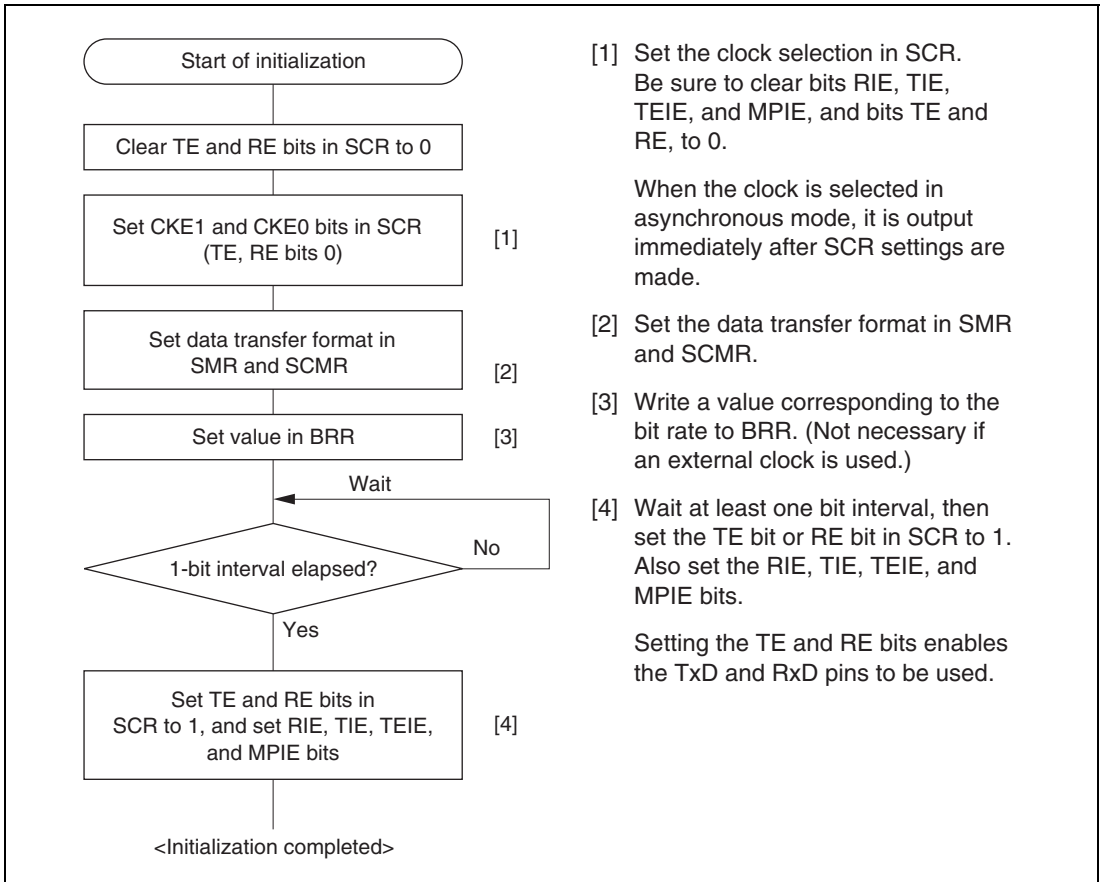 Start of initialization
Clear TE and RE bits in SCR to 0
Set CKE1 and CKE0 bits in SCR
(TE, RE bits 0)
[1]
Set data transfer format in
SMR and SCMR
[2]
Set value in BRR
[3]
Wait
1-bit interval elapsed?
No
Yes
Set TE and RE bits in
SCR to 1, and set RIE, TIE, TEIE,
and MPIE bits
[4]
<Initialization completed>
[1] Set the clock selection in SCR.
Be sure to clear bits RIE, TIE,
TEIE, and MPIE, and bits TE and
RE, to 0.
When the clock is selected in
asynchronous mode, it is output
immediately after SCR settings are
made.
[2] Set the data transfer format in SMR
and SCMR.
[3] Write a value corresponding to the
bit rate to BRR. (Not necessary if
an external clock is used.)
[4] Wait at least one bit interval, then
set the TE bit or RE bit in SCR to 1.
Also set the RIE, TIE, TEIE, and
MPIE bits.
Setting the TE and RE bits enables
the TxD and RxD pins to be used.